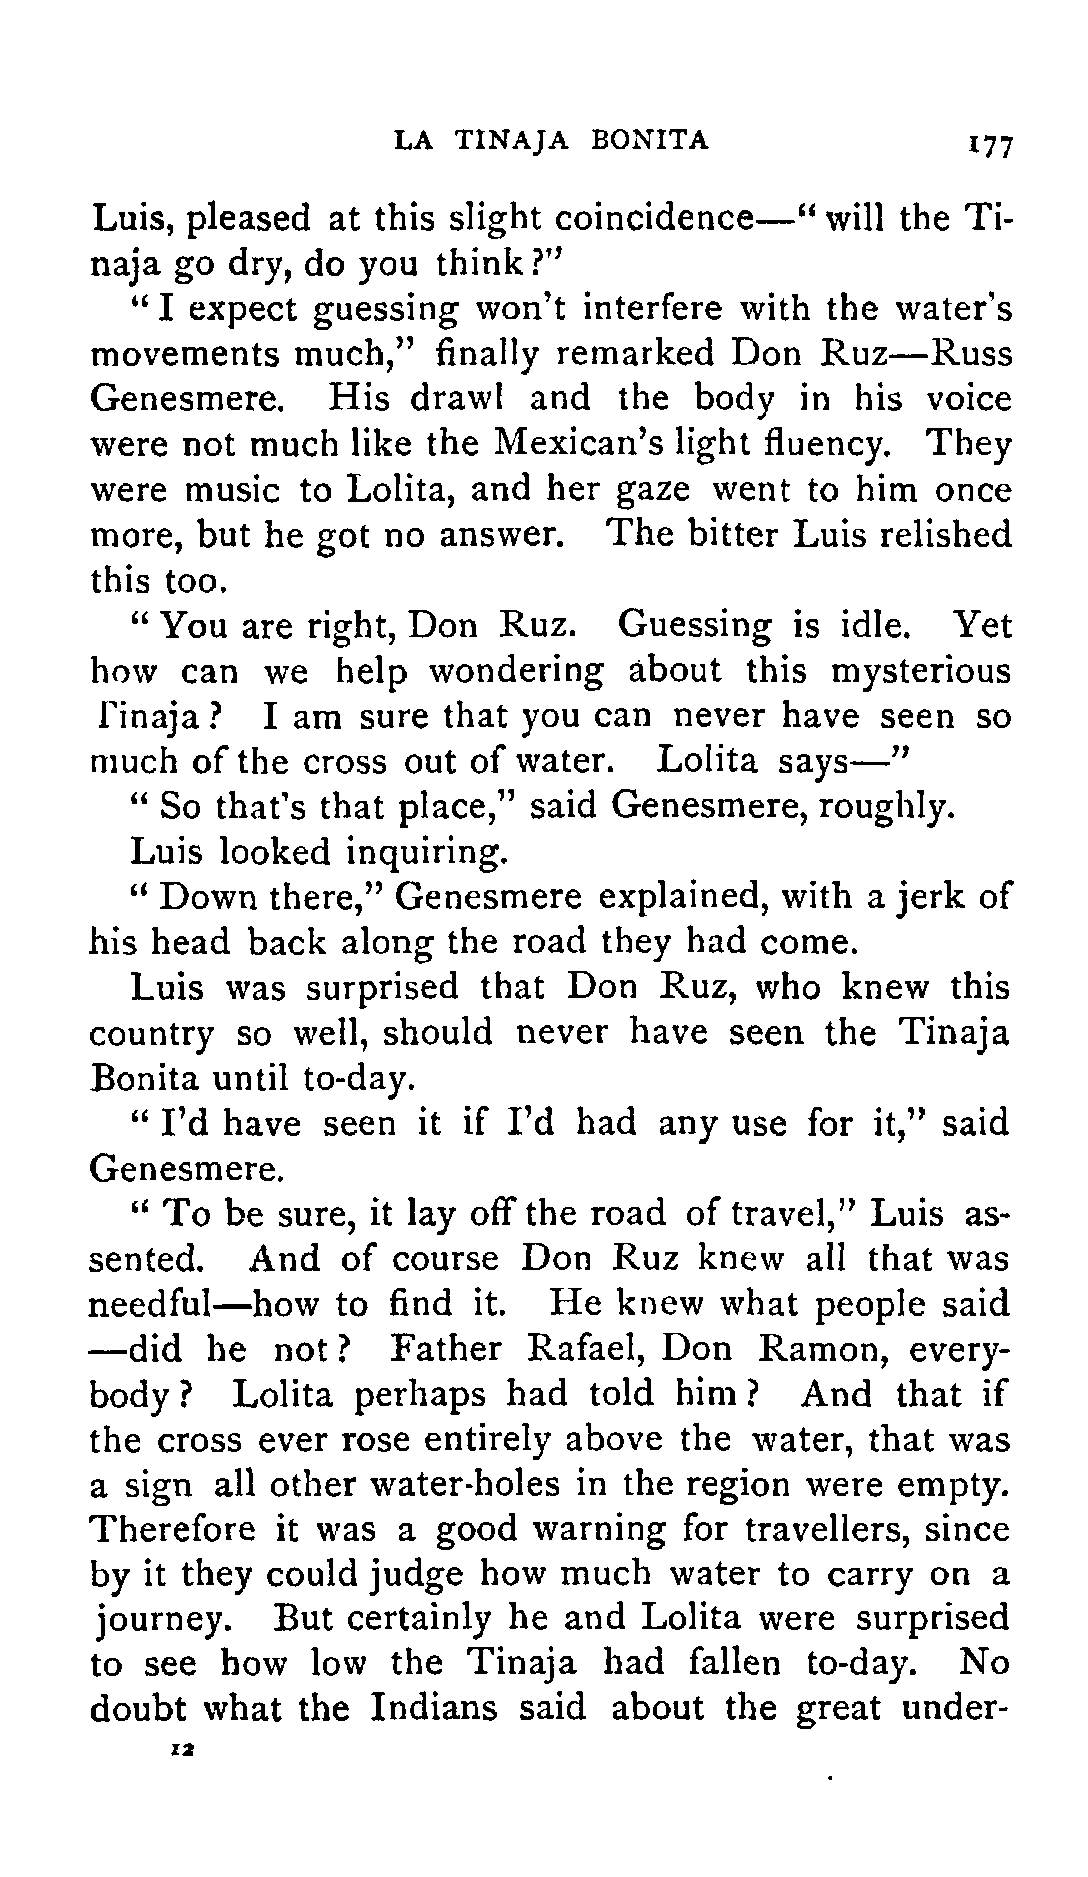 LA TINAJA BONITA 177
Luis, pleased at this slight coincidence—“ will the Ti-
naja go dry, do you think ?”
“ I expect guessing won’t interfere with the water’s
movements much,” finally remarked Don Ruz—Russ
Genesmere. His drawl and the body in his voice
were not much like the Mexican’s light fluency. They
were music to Lolita, and her gaze went to him once
more, but he got no answer. The bitter Luis relished
this too.
“ You are right, Don Ruz. Guessing is idle. Yet
how can we help wondering about this mysterious
Tinaja ? I am sure that you can never have seen so
much of the cross out of water. Lolita says—”
“ So that’s that place,” said Genesmere, roughly.
Luis looked inquiring.
“ Down there,” Genesmere explained, with a jerk of
his head back along the road they had come.
Luis was surprised that Don Ruz, who knew this
country so well, should never have seen the Tinaja
Bonita until to-day.
“ I’d have seen it if I’d had any use for it,” said
Genesmere.
“ To be sure, it lay off the road of travel,” Luis as-
sented. And of course Don Ruz knew all that was
needful—how to find it. He knew what people said
—did he not ? Father Rafael, Don Ramon, every-
body ? Lolita perhaps had told him ? And that if
the cross ever rose entirely above the water, that was
a sign all other water-holes in the region were empty.
Therefore it was a good warning for travellers, since
by it they could judge how much water to carry on a
journey. But certainly he and Lolita were surprised
to see how low the Tinaja had fallen to-day. No
doubt what the Indians said about the great under-
12